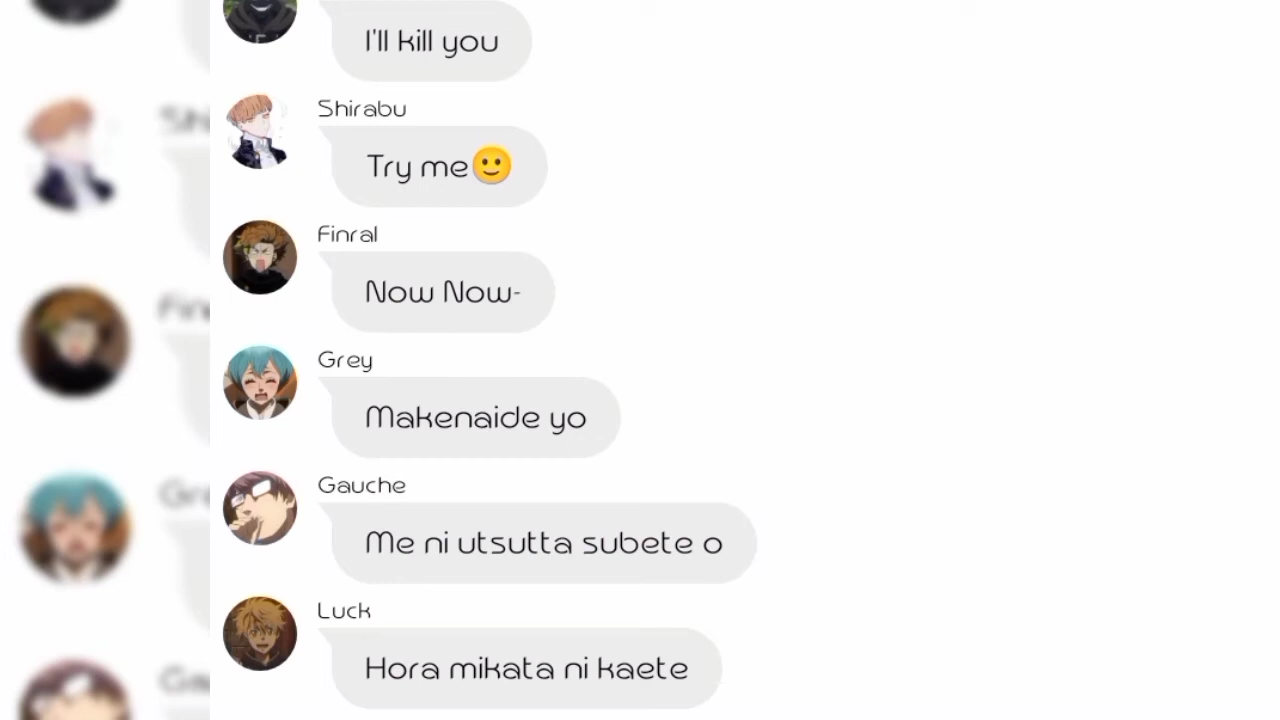 I'll kill you
Shirabu
Try me🙂
Finral
Now Now-
Grey
Makenaide yo
Gauche
Me ni utsutta subete o
Luck
Hora mikata ni kaete